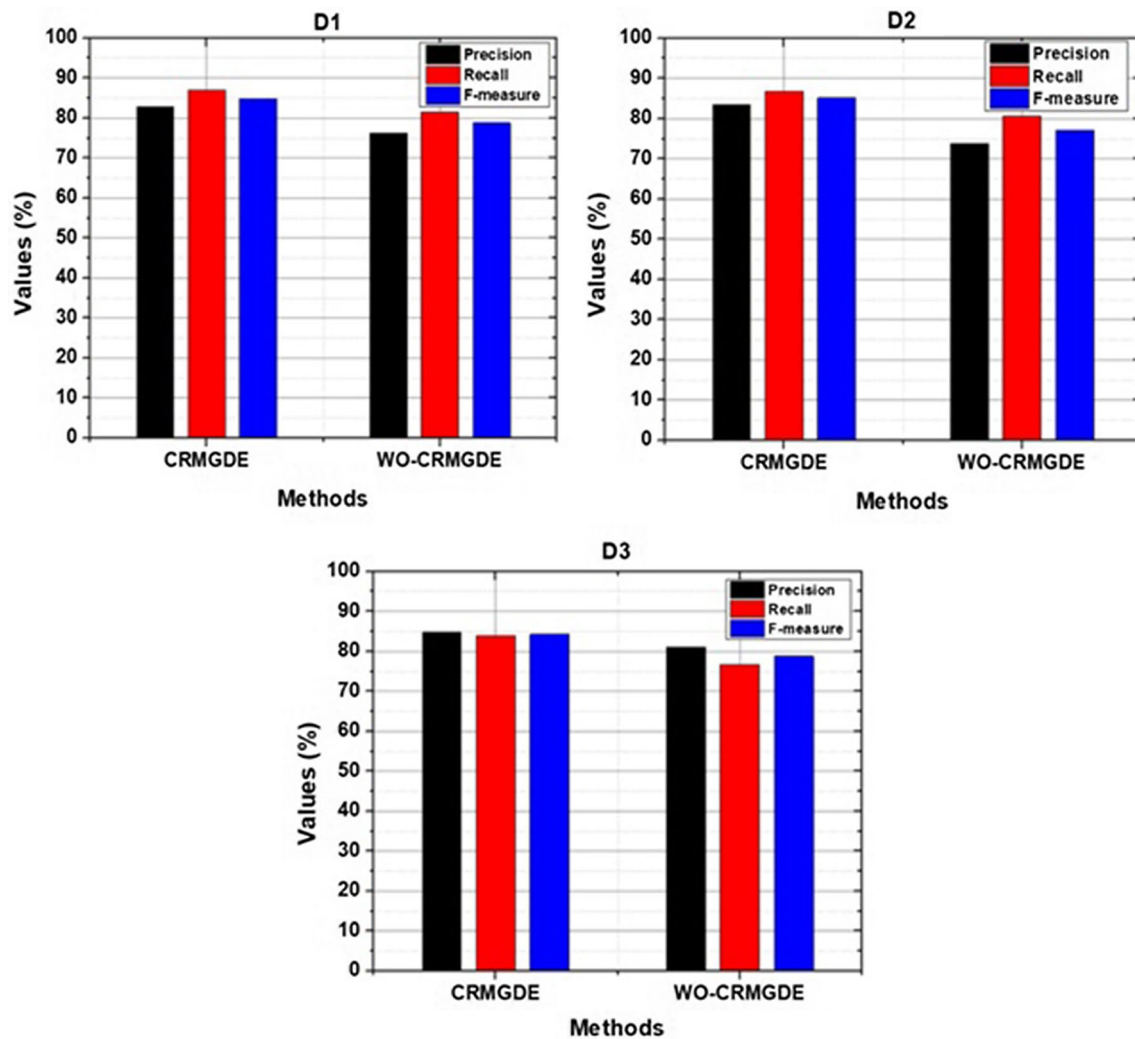 D1
100
90
80
70
60
50
40
30
20
10
0
Values (%)
Precision
Recall
F-measure
CRMGDE WO-CRMGDE
Methods
D2
100
90
80
70
60
50
40
30
20
10
0
Values (%)
Precision
Recall
F-measure
CRMGDE WO-CRMGDE
Methods
D3
100
90
80
70
60
50
40
30
20
10
0
Values (%)
Precision
Recall
F-measure
CRMGDE WO-CRMGDE
Methods